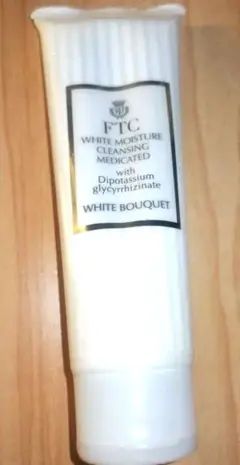 FTC
WHITE MOISTURE
CLEANSING
MEDICATED
with
Dipotassium
glycyrrhizinate
WHITE BOUQUET